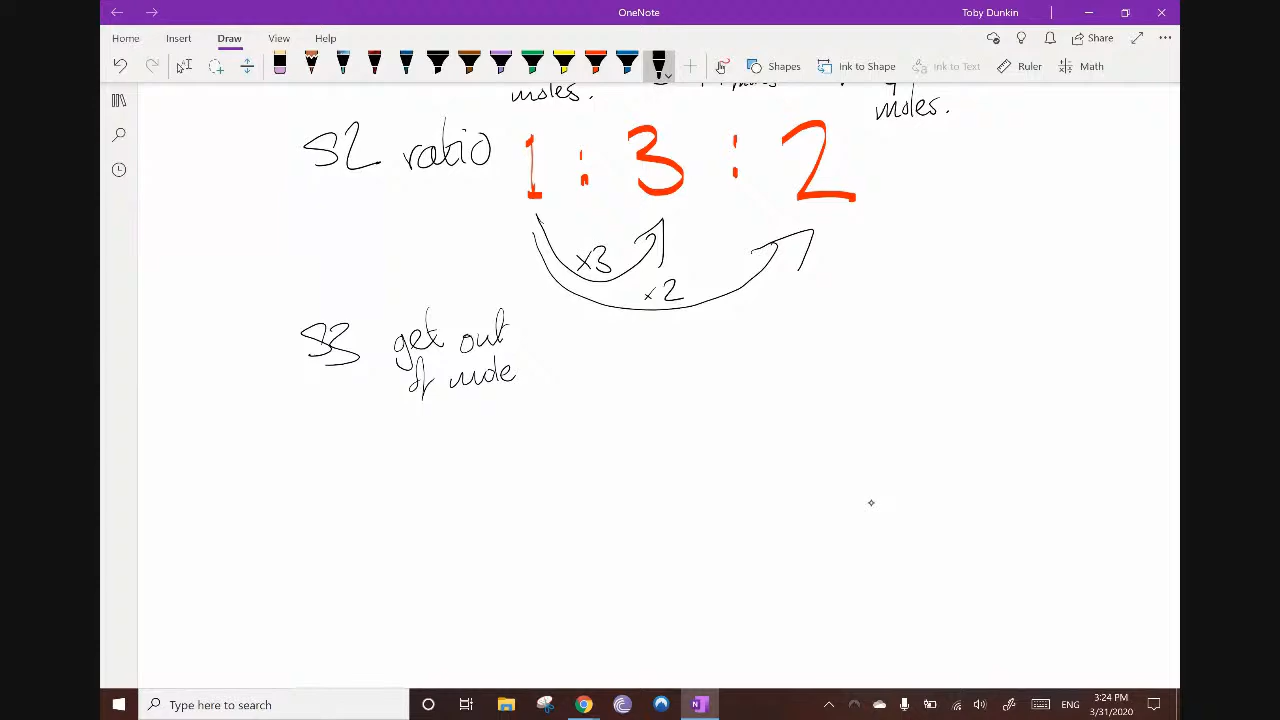 OneNote
Toby Dunkin
Home Insert Draw View Help
Share
Shapes Ink to Shape Ink to Text Ruler Math
moles.
moles.
S2 ratio 1 : 3 : 2
x3
x2
S3 get out
of mole
Type here to search
ENG
3:24 PM
3/31/2020